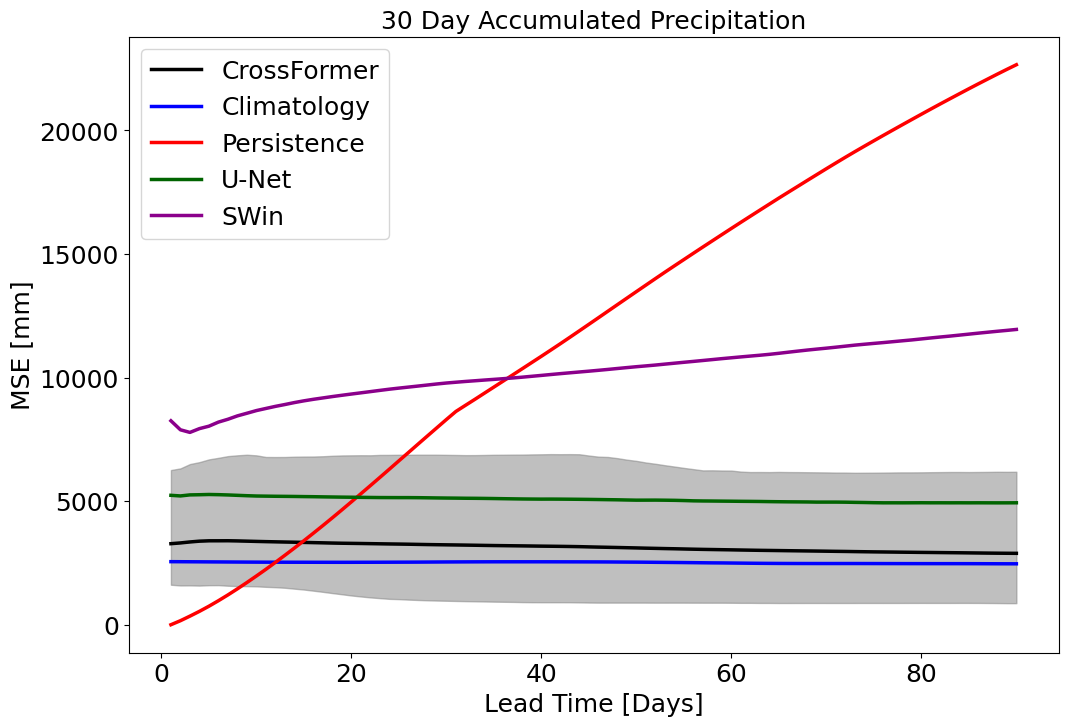 30 Day Accumulated Precipitation
CrossFormer
Climatology
Persistence
U-Net
SWin
MSE [mm]
20000
15000
10000
5000
0
0 20 40 60 80
Lead Time [Days]